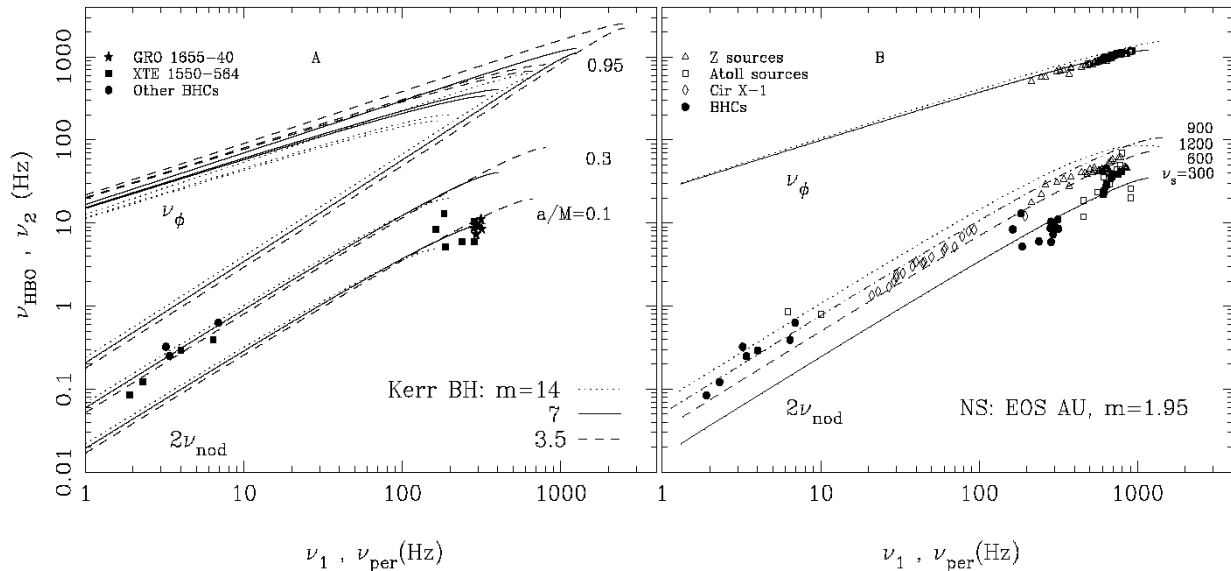 A
GRO 1655-40
XTE 1550-564
Other BHCs
0.95
0.3
a/M=0.1
ν_φ
2ν_nod
Kerr BH: m=14
7
3.5
1000
100
10
1
0.1
0.01
ν_HBO , ν_2 (Hz)
1
10
100
1000
ν_1 , ν_per(Hz)
B
Z sources
Atoll sources
Cir X-1
BHCs
900
1200
600
ν_s=300
ν_φ
2ν_nod
NS: EOS AU, m=1.95
1
10
100
1000
ν_1 , ν_per(Hz)